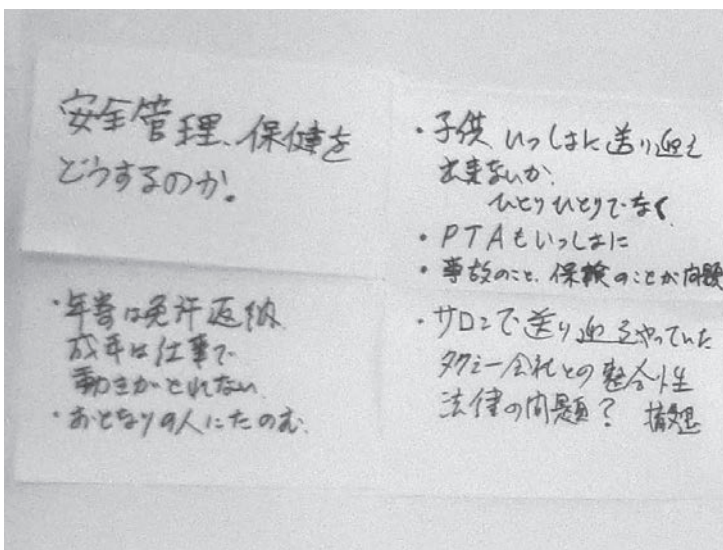 安全管理、保健を
どうするのか。
・子供 いっしょに送り迎え
出来ないか、
ひとりひとりでなく
・PTAもいっしょに
・事故のこと、保検のことが問題
・年寄は免許返納
成年は仕事で
動きがとれない
・おとなりの人にたのむ。
・サロンで送り迎えをやっていた
タクシー会社との整合性
法律の問題?